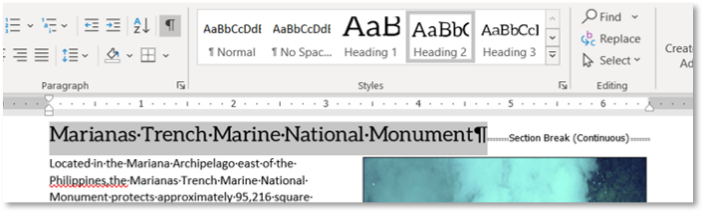 AaBbCcDdE
¶ Normal
AaBbCcDdE
¶ No Spac...
AaB
Heading 1
AaBbC
Heading 2
AaBbCcI
Heading 3
Find
Replace
Select
Paragraph
Styles
Editing
Create
1 2 3 4 5 6
Marianas·Trench·Marine·National·Monument¶
Section Break (Continuous)
Located·in·the·Mariana·Archipelago·east·of·the·
Philippines,the·Marianas·Trench·Marine·National·
Monument·protects·approximately·95,216·square·